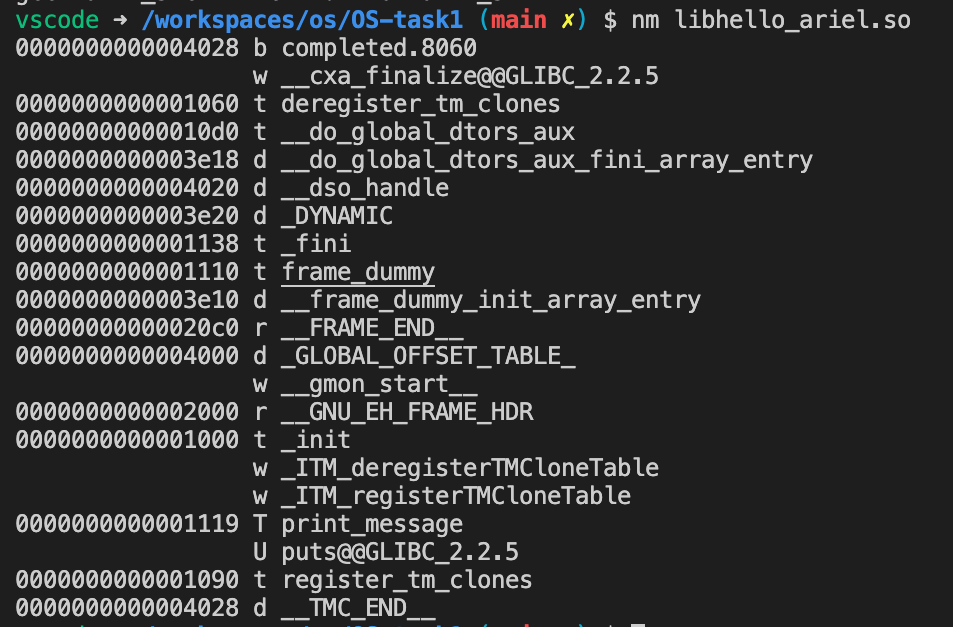 vscode → /workspaces/os/OS-task1 (main ✗) $ nm libhello_ariel.so
0000000000004028 b completed.8060
                 w __cxa_finalize@@GLIBC_2.2.5
0000000000001060 t deregister_tm_clones
00000000000010d0 t __do_global_dtors_aux
0000000000003e18 d __do_global_dtors_aux_fini_array_entry
0000000000004020 d __dso_handle
0000000000003e20 d _DYNAMIC
0000000000001138 t _fini
0000000000001110 t frame_dummy
0000000000003e10 d __frame_dummy_init_array_entry
00000000000020c0 r __FRAME_END__
0000000000004000 d _GLOBAL_OFFSET_TABLE_
                 w __gmon_start__
0000000000002000 r __GNU_EH_FRAME_HDR
0000000000001000 t _init
                 w _ITM_deregisterTMCloneTable
                 w _ITM_registerTMCloneTable
0000000000001119 T print_message
                 U puts@@GLIBC_2.2.5
0000000000001090 t register_tm_clones
0000000000004028 d __TMC_END__